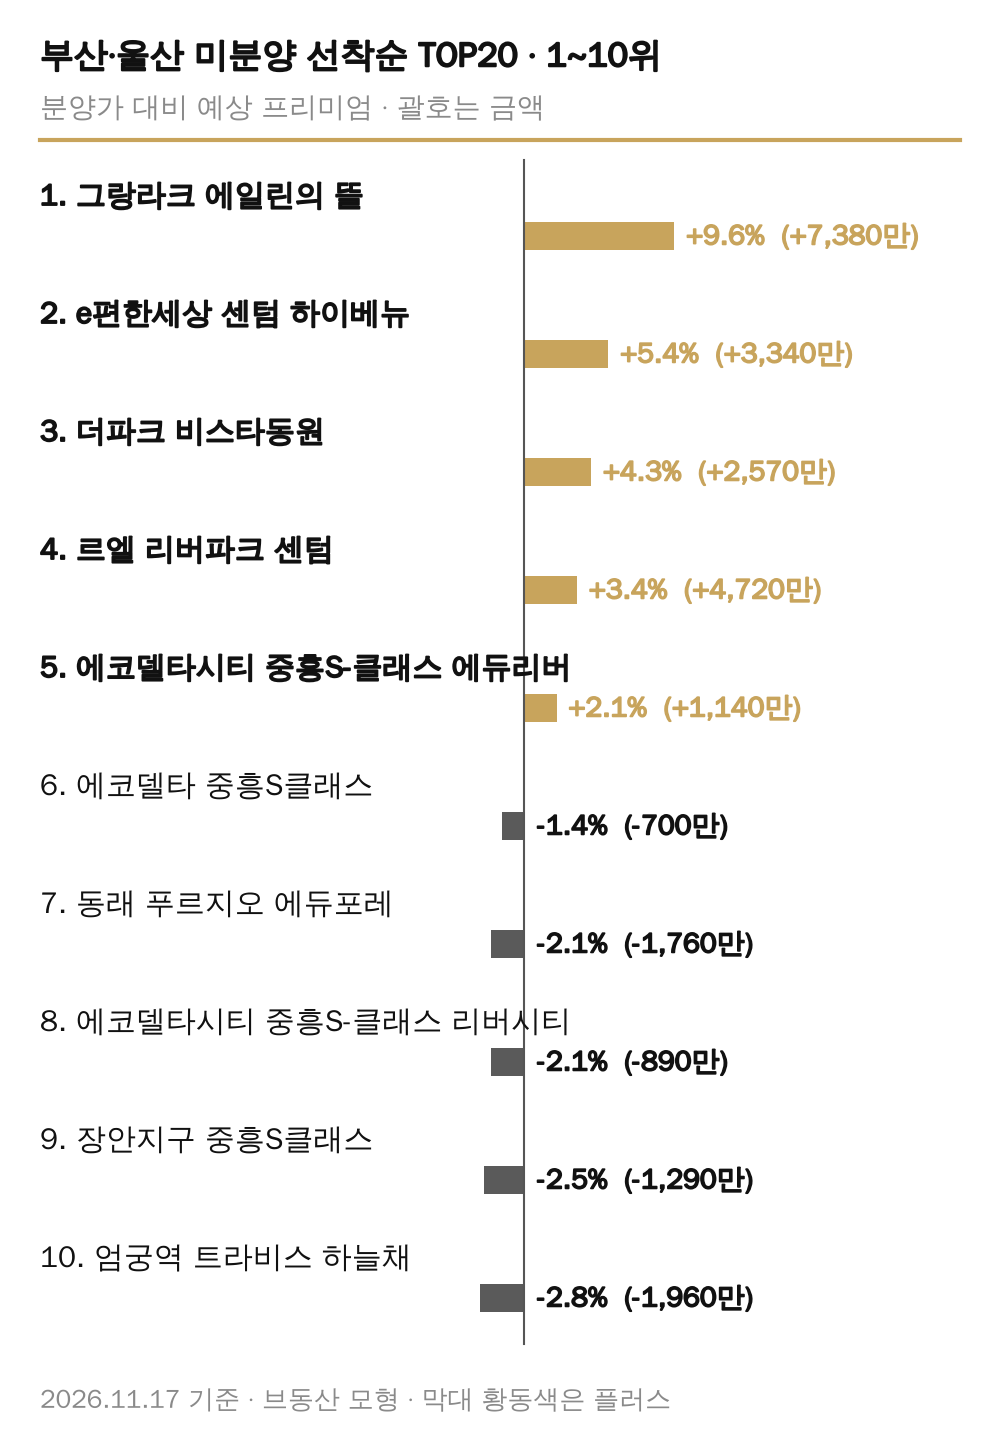 부산·울산 미분양 선착순 TOP20 · 1~10위
분양가 대비 예상 프리미엄 · 괄호는 금액
1. 그랑라크 에일린의 뜰
+9.6% (+7,380만)
2. e편한세상 센텀 하이베뉴
+5.4% (+3,340만)
3. 더파크 비스타동원
+4.3% (+2,570만)
4. 르엘 리버파크 센텀
+3.4% (+4,720만)
5. 에코델타시티 중흥S-클래스 에듀리버
+2.1% (+1,140만)
6. 에코델타 중흥S클래스
-1.4% (-700만)
7. 동래 푸르지오 에듀포레
-2.1% (-1,760만)
8. 에코델타시티 중흥S-클래스 리버시티
-2.1% (-890만)
9. 장안지구 중흥S클래스
-2.5% (-1,290만)
10. 엄궁역 트라비스 하늘채
-2.8% (-1,960만)
2026.11.17 기준 · 브동산 모형 · 막대 황동색은 플러스